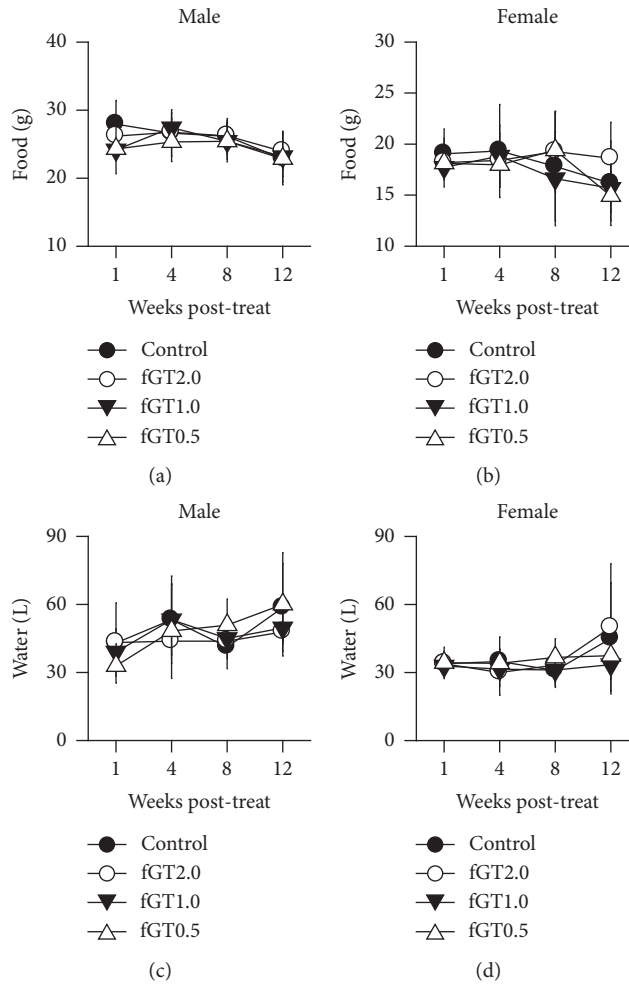 Male
Food (g)
40
30
20
10
1 4 8 12
Weeks post-treat
Control
fGT2.0
fGT1.0
fGT0.5
(a)
Female
Food (g)
30
25
20
15
10
1 4 8 12
Weeks post-treat
Control
fGT2.0
fGT1.0
fGT0.5
(b)
Male
Water (L)
90
60
30
0
1 4 8 12
Weeks post-treat
Control
fGT2.0
fGT1.0
fGT0.5
(c)
Female
Water (L)
90
60
30
0
1 4 8 12
Weeks post-treat
Control
fGT2.0
fGT1.0
fGT0.5
(d)